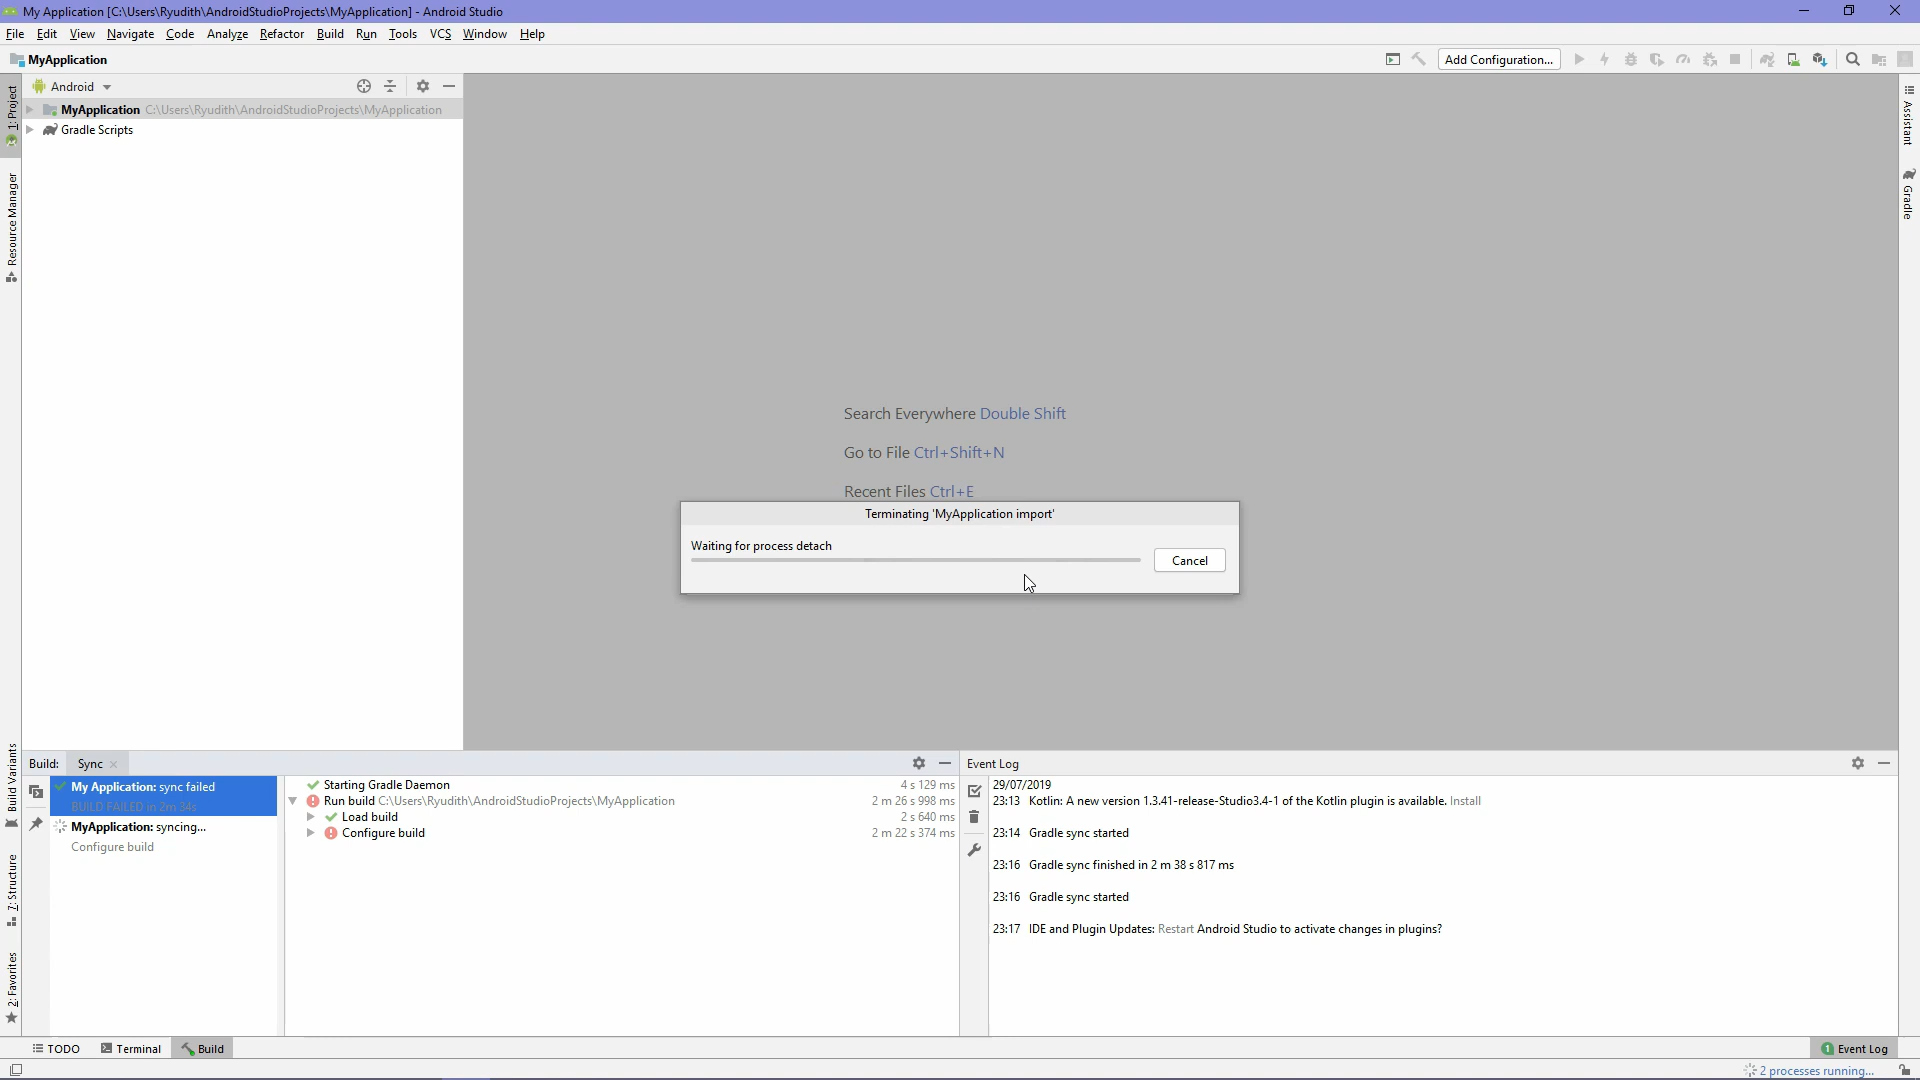 My Application [C:\Users\Ryudith\AndroidStudioProjects\MyApplication] - Android Studio
File Edit View Navigate Code Analyze Refactor Build Run Tools VCS Window Help
MyApplication
Add Configuration...
Android
MyApplication C:\Users\Ryudith\AndroidStudioProjects\MyApplication
Gradle Scripts
1: Project
Resource Manager
Build Variants
7: Structure
2: Favorites
Assistant
Gradle
Search Everywhere Double Shift
Go to File Ctrl+Shift+N
Recent Files Ctrl+E
Terminating 'MyApplication import'
Waiting for process detach
Cancel
Build: Sync
My Application: sync failed
BUILD FAILED in 2m 34s
MyApplication: syncing...
Configure build
Starting Gradle Daemon 4 s 129 ms
Run build C:\Users\Ryudith\AndroidStudioProjects\MyApplication 2 m 26 s 998 ms
Load build 2 s 640 ms
Configure build 2 m 22 s 374 ms
Event Log
29/07/2019
23:13 Kotlin: A new version 1.3.41-release-Studio3.4-1 of the Kotlin plugin is available. Install
23:14 Gradle sync started
23:16 Gradle sync finished in 2 m 38 s 817 ms
23:16 Gradle sync started
23:17 IDE and Plugin Updates: Restart Android Studio to activate changes in plugins?
TODO Terminal Build
1 Event Log
2 processes running...